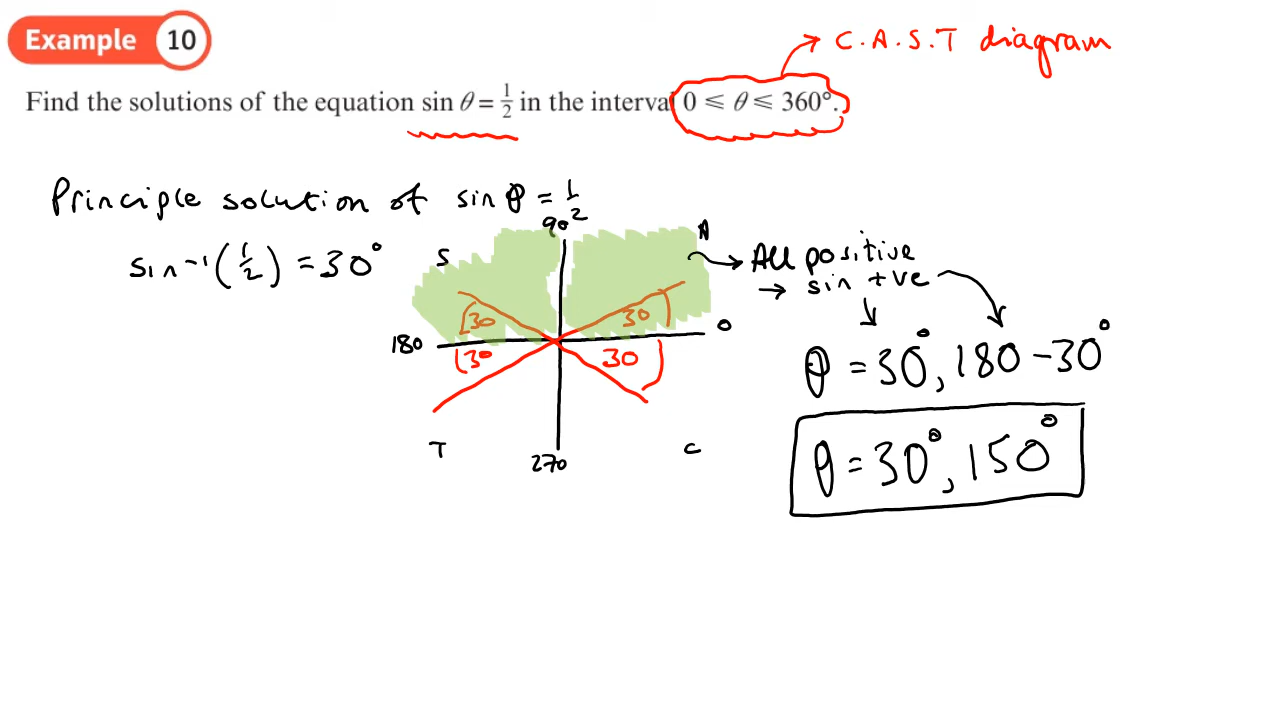 Example 10
C.A.S.T diagram
Find the solutions of the equation sin θ = 1/2 in the interval 0 ⩽ θ ⩽ 360°.
Principle solution of sin θ = 1/2
sin⁻¹(1/2) = 30°
90
S
A
All positive
→ sin +ve
30
30
0
180
30
30
θ = 30°, 180 - 30°
T
270
C
θ = 30°, 150°